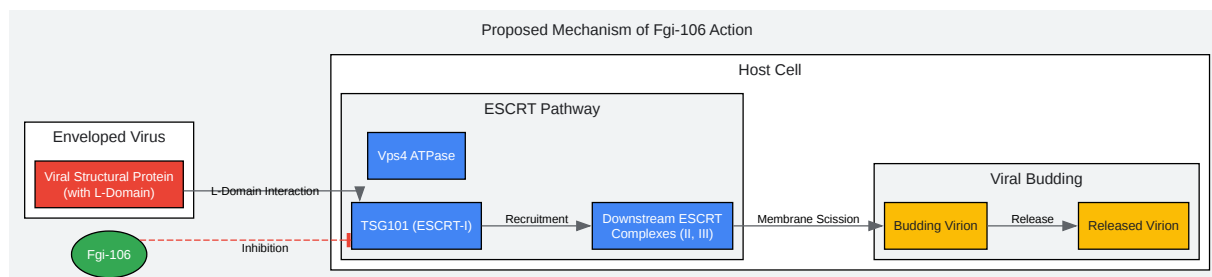 Proposed Mechanism of Fgi-106 Action
Host Cell
ESCRT Pathway
Enveloped Virus
Vps4 ATPase
Viral Structural Protein
(with L-Domain)
L-Domain Interaction
TSG101 (ESCRT-I)
Recruitment
Downstream ESCRT
Complexes (II, III)
Membrane Scission
Viral Budding
Budding Virion
Release
Released Virion
Fgi-106
Inhibition